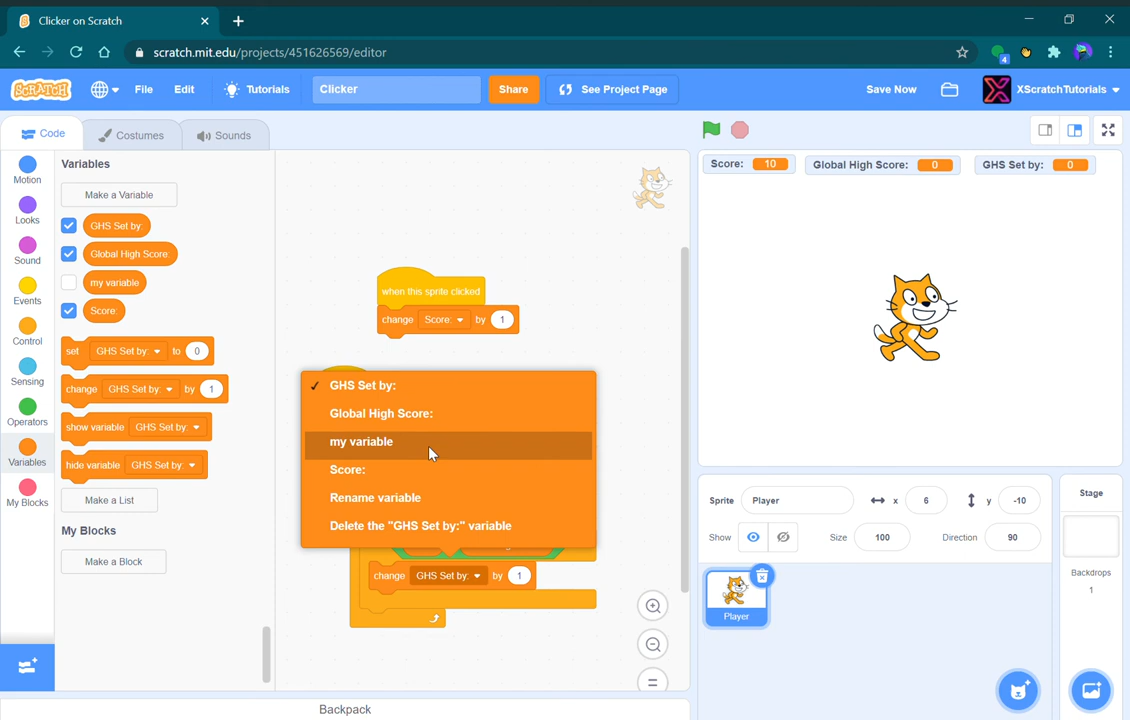 Clicker on Scratch
scratch.mit.edu/projects/451626569/editor
4
SCRATCH
File
Edit
Tutorials
Clicker
Share
See Project Page
Save Now
XScratchTutorials
Code
Costumes
Sounds
Motion
Looks
Sound
Events
Control
Sensing
Operators
Variables
My Blocks
Variables
Make a Variable
GHS Set by:
Global High Score:
my variable
Score:
set GHS Set by: to 0
change GHS Set by: by 1
show variable GHS Set by:
hide variable GHS Set by:
Make a List
My Blocks
Make a Block
when this sprite clicked
change Score: by 1
✓ GHS Set by:
Global High Score:
my variable
Score:
Rename variable
Delete the "GHS Set by:" variable
change GHS Set by: by 1
Backpack
Score: 10
Global High Score: 0
GHS Set by: 0
Sprite Player
x 6
y -10
Show
Size 100
Direction 90
Player
Stage
Backdrops
1